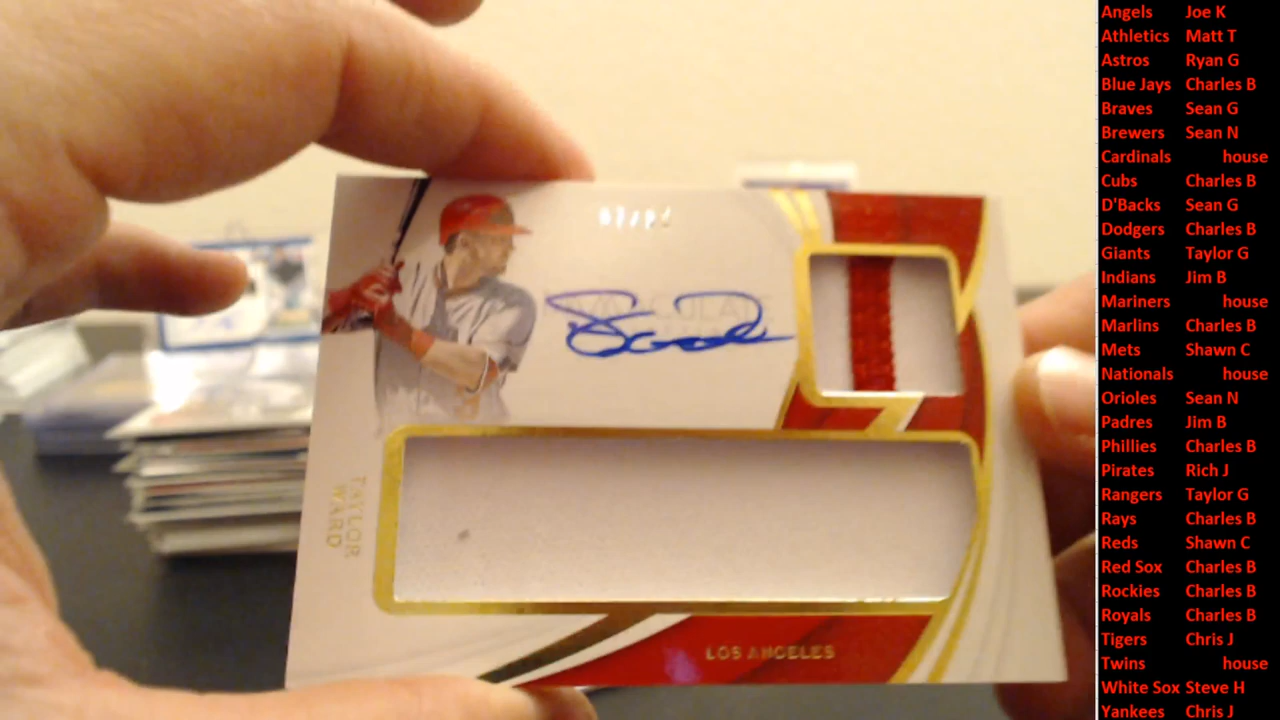 TAYLOR
WARD
LOS ANGELES
Angels Joe K
Athletics Matt T
Astros Ryan G
Blue Jays Charles B
Braves Sean G
Brewers Sean N
Cardinals house
Cubs Charles B
D'Backs Sean G
Dodgers Charles B
Giants Taylor G
Indians Jim B
Mariners house
Marlins Charles B
Mets Shawn C
Nationals house
Orioles Sean N
Padres Jim B
Phillies Charles B
Pirates Rich J
Rangers Taylor G
Rays Charles B
Reds Shawn C
Red Sox Charles B
Rockies Charles B
Royals Charles B
Tigers Chris J
Twins house
White Sox Steve H
Yankees Chris J